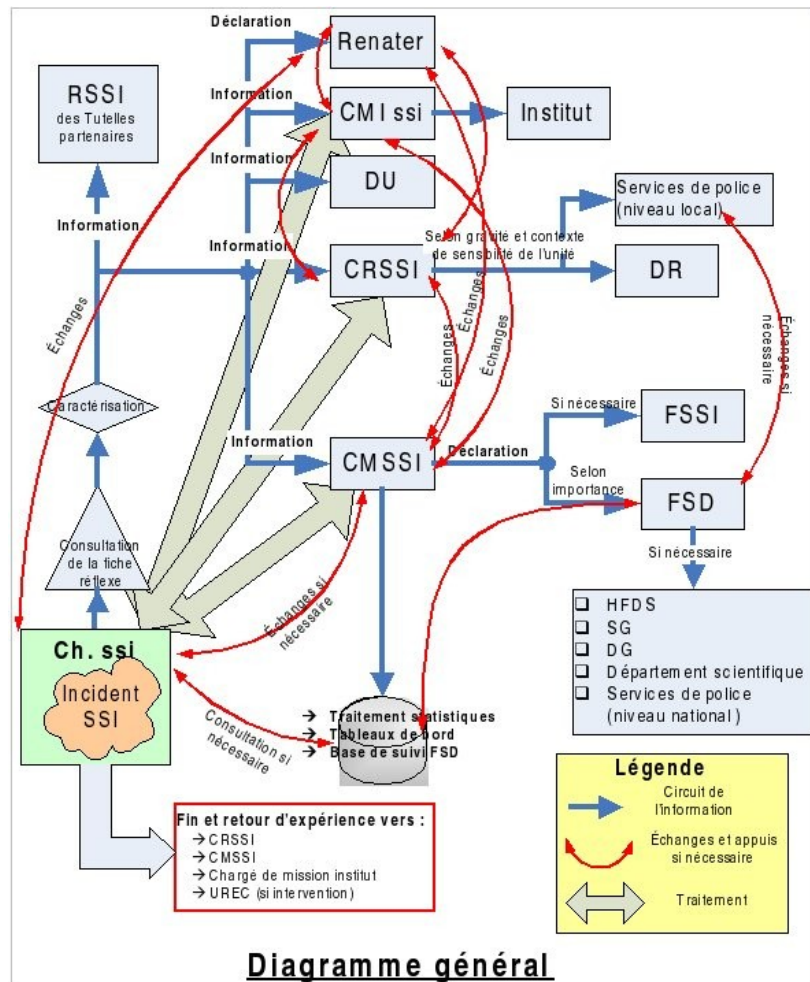 Déclaration
Renater
RSSI
des Tutelles
partenaires
Information
CMI ssi
Institut
Information
DU
Services de police
(niveau local)
Information
Information
Selon gravité et contexte
de sensibilité de l'unité
CRSSI
DR
Échanges
Échanges
Échanges
Échanges
Échanges si
nécessaire
Caractérisation
Si nécessaire
FSSI
Information
CMSSI
Déclaration
Selon
importance
FSD
Consultation
de la fiche
réflexe
Si nécessaire
Échanges si
nécessaire
HFDS
SG
DG
Département scientifique
Services de police
(niveau national )
Ch. ssi
Incident
SSI
Consultation si
nécessaire
→ Traitement statistiques
→ Tableaux de bord
→ Base de suivi FSD
Légende
Circuit de
l'information
Échanges et appuis
si nécessaire
Traitement
Fin et retour d'expérience vers :
→ CRSSI
→ CMSSI
→ Chargé de mission institut
→ UREC (si intervention)
Diagramme général